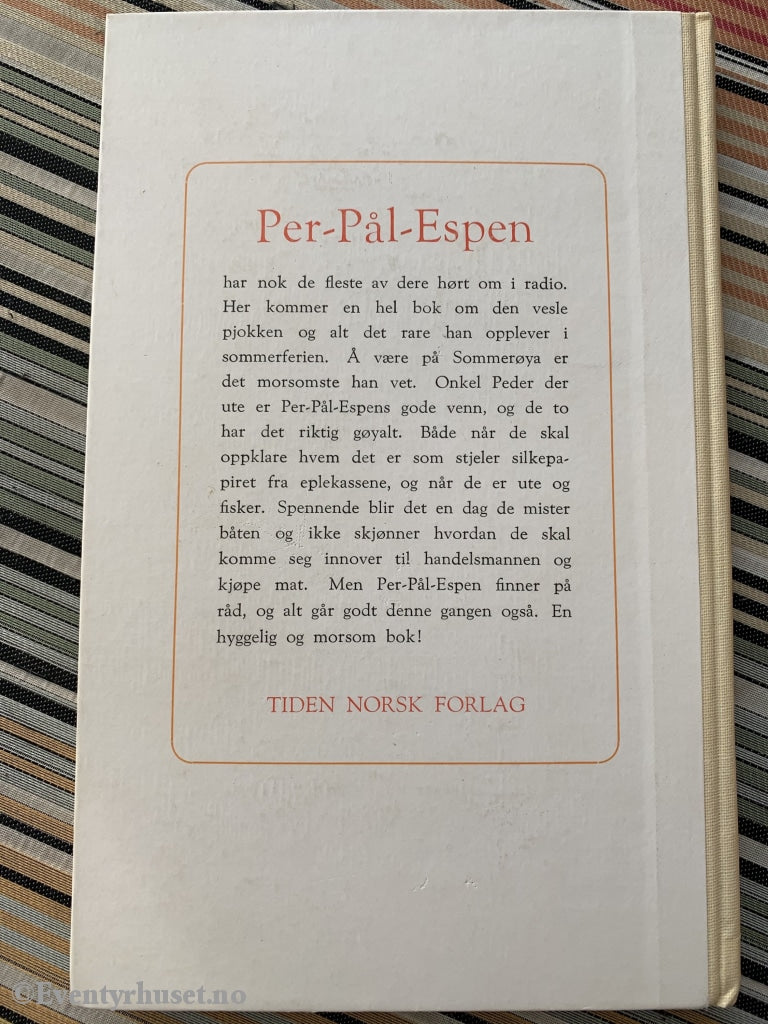 Per-Pål-Espen
har nok de fleste av dere hørt om i radio.
Her kommer en hel bok om den vesle
pjokken og alt det rare han opplever i
sommerferien. Å være på Sommerøya er
det morsomste han vet. Onkel Peder der
ute er Per-Pål-Espens gode venn, og de to
har det riktig gøyalt. Både når de skal
oppklare hvem det er som stjeler silkepa-
piret fra eplekassene, og når de er ute og
fisker. Spennende blir det en dag de mister
båten og ikke skjønner hvordan de skal
komme seg innover til handelsmannen og
kjøpe mat. Men Per-Pål-Espen finner på
råd, og alt går godt denne gangen også. En
hyggelig og morsom bok!
TIDEN NORSK FORLAG
©Eventyrhuset.no